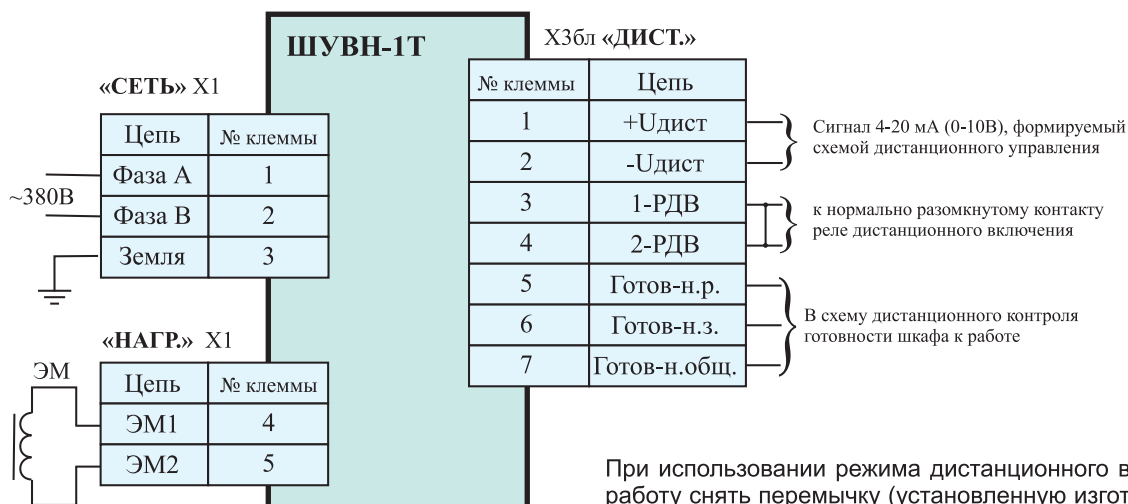 ШУВН-1Т
«СЕТЬ» X1
Цепь № клеммы
Фаза А 1
Фаза В 2
Земля 3
~380В
«НАГР.» X1
ЭМ
Цепь № клеммы
ЭМ1 4
ЭМ2 5
Х3бл «ДИСТ.»
№ клеммы Цепь
1 +Uдист
2 -Uдист
3 1-РДВ
4 2-РДВ
5 Готов-н.р.
6 Готов-н.з.
7 Готов-н.общ.
Сигнал 4-20 мА (0-10В), формируемый
схемой дистанционного управления
к нормально разомкнутому контакту
реле дистанционного включения
В схему дистанционного контроля
готовности шкафа к работе
При использовании режима дистанционного в
работу снять перемычку (установленную изгот